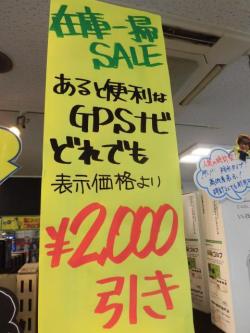 在庫一掃
SALE
あると便利な
GPSナビ
どれでも
表示価格より
¥2,000
引き